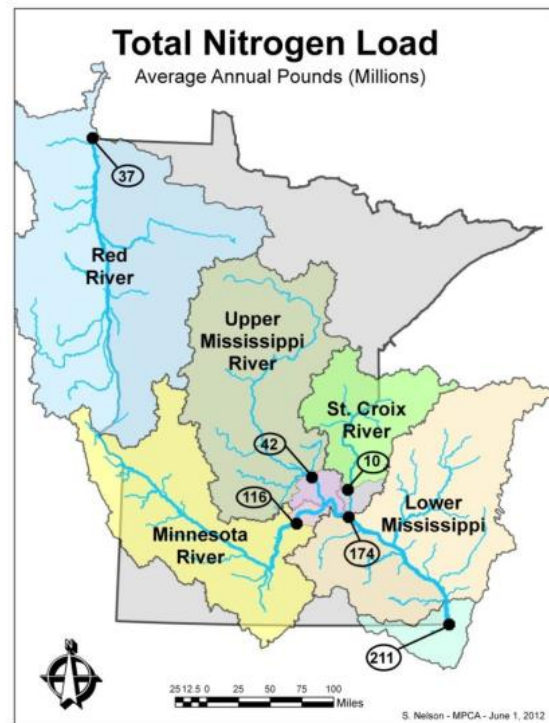 Total Nitrogen Load
Average Annual Pounds (Millions)
37
Red
River
Upper
Mississippi
River
St. Croix
River
42
10
116
Lower
Mississippi
Minnesota
River
174
211
25 12.5 0 25 50 75 100
Miles
S. Nelson - MPCA - June 1, 2012